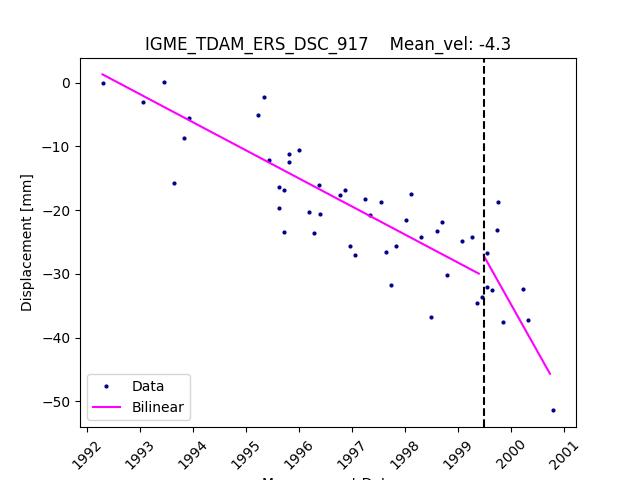 IGME_TDAM_ERS_DSC_917    Mean_vel: -4.3
Displacement [mm]
0
−10
−20
−30
−40
−50
Data
Bilinear
1992 1993 1994 1995 1996 1997 1998 1999 2000 2001